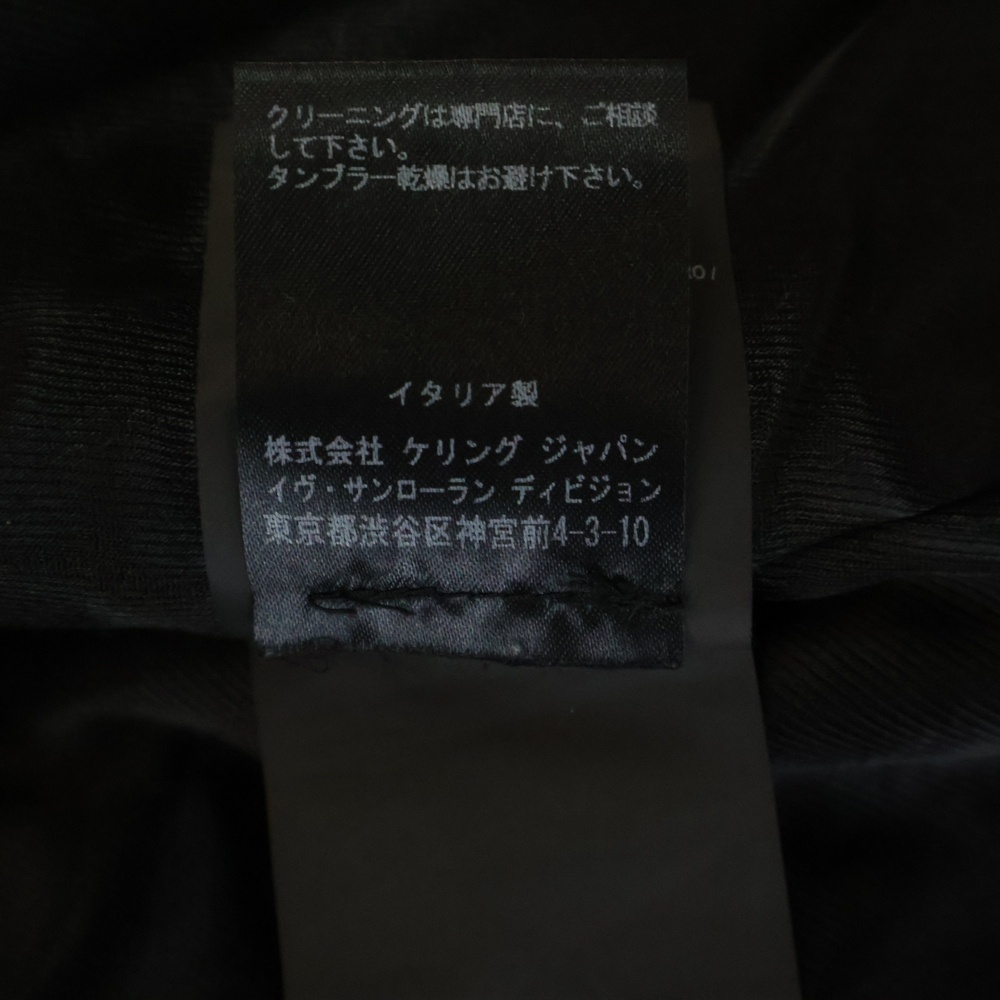 クリーニングは専門店に、ご相談
して下さい。
タンブラー乾燥はお避け下さい。
イタリア製
株式会社 ケリング ジャパン
イヴ・サンローラン ディビジョン
東京都渋谷区神宮前4-3-10